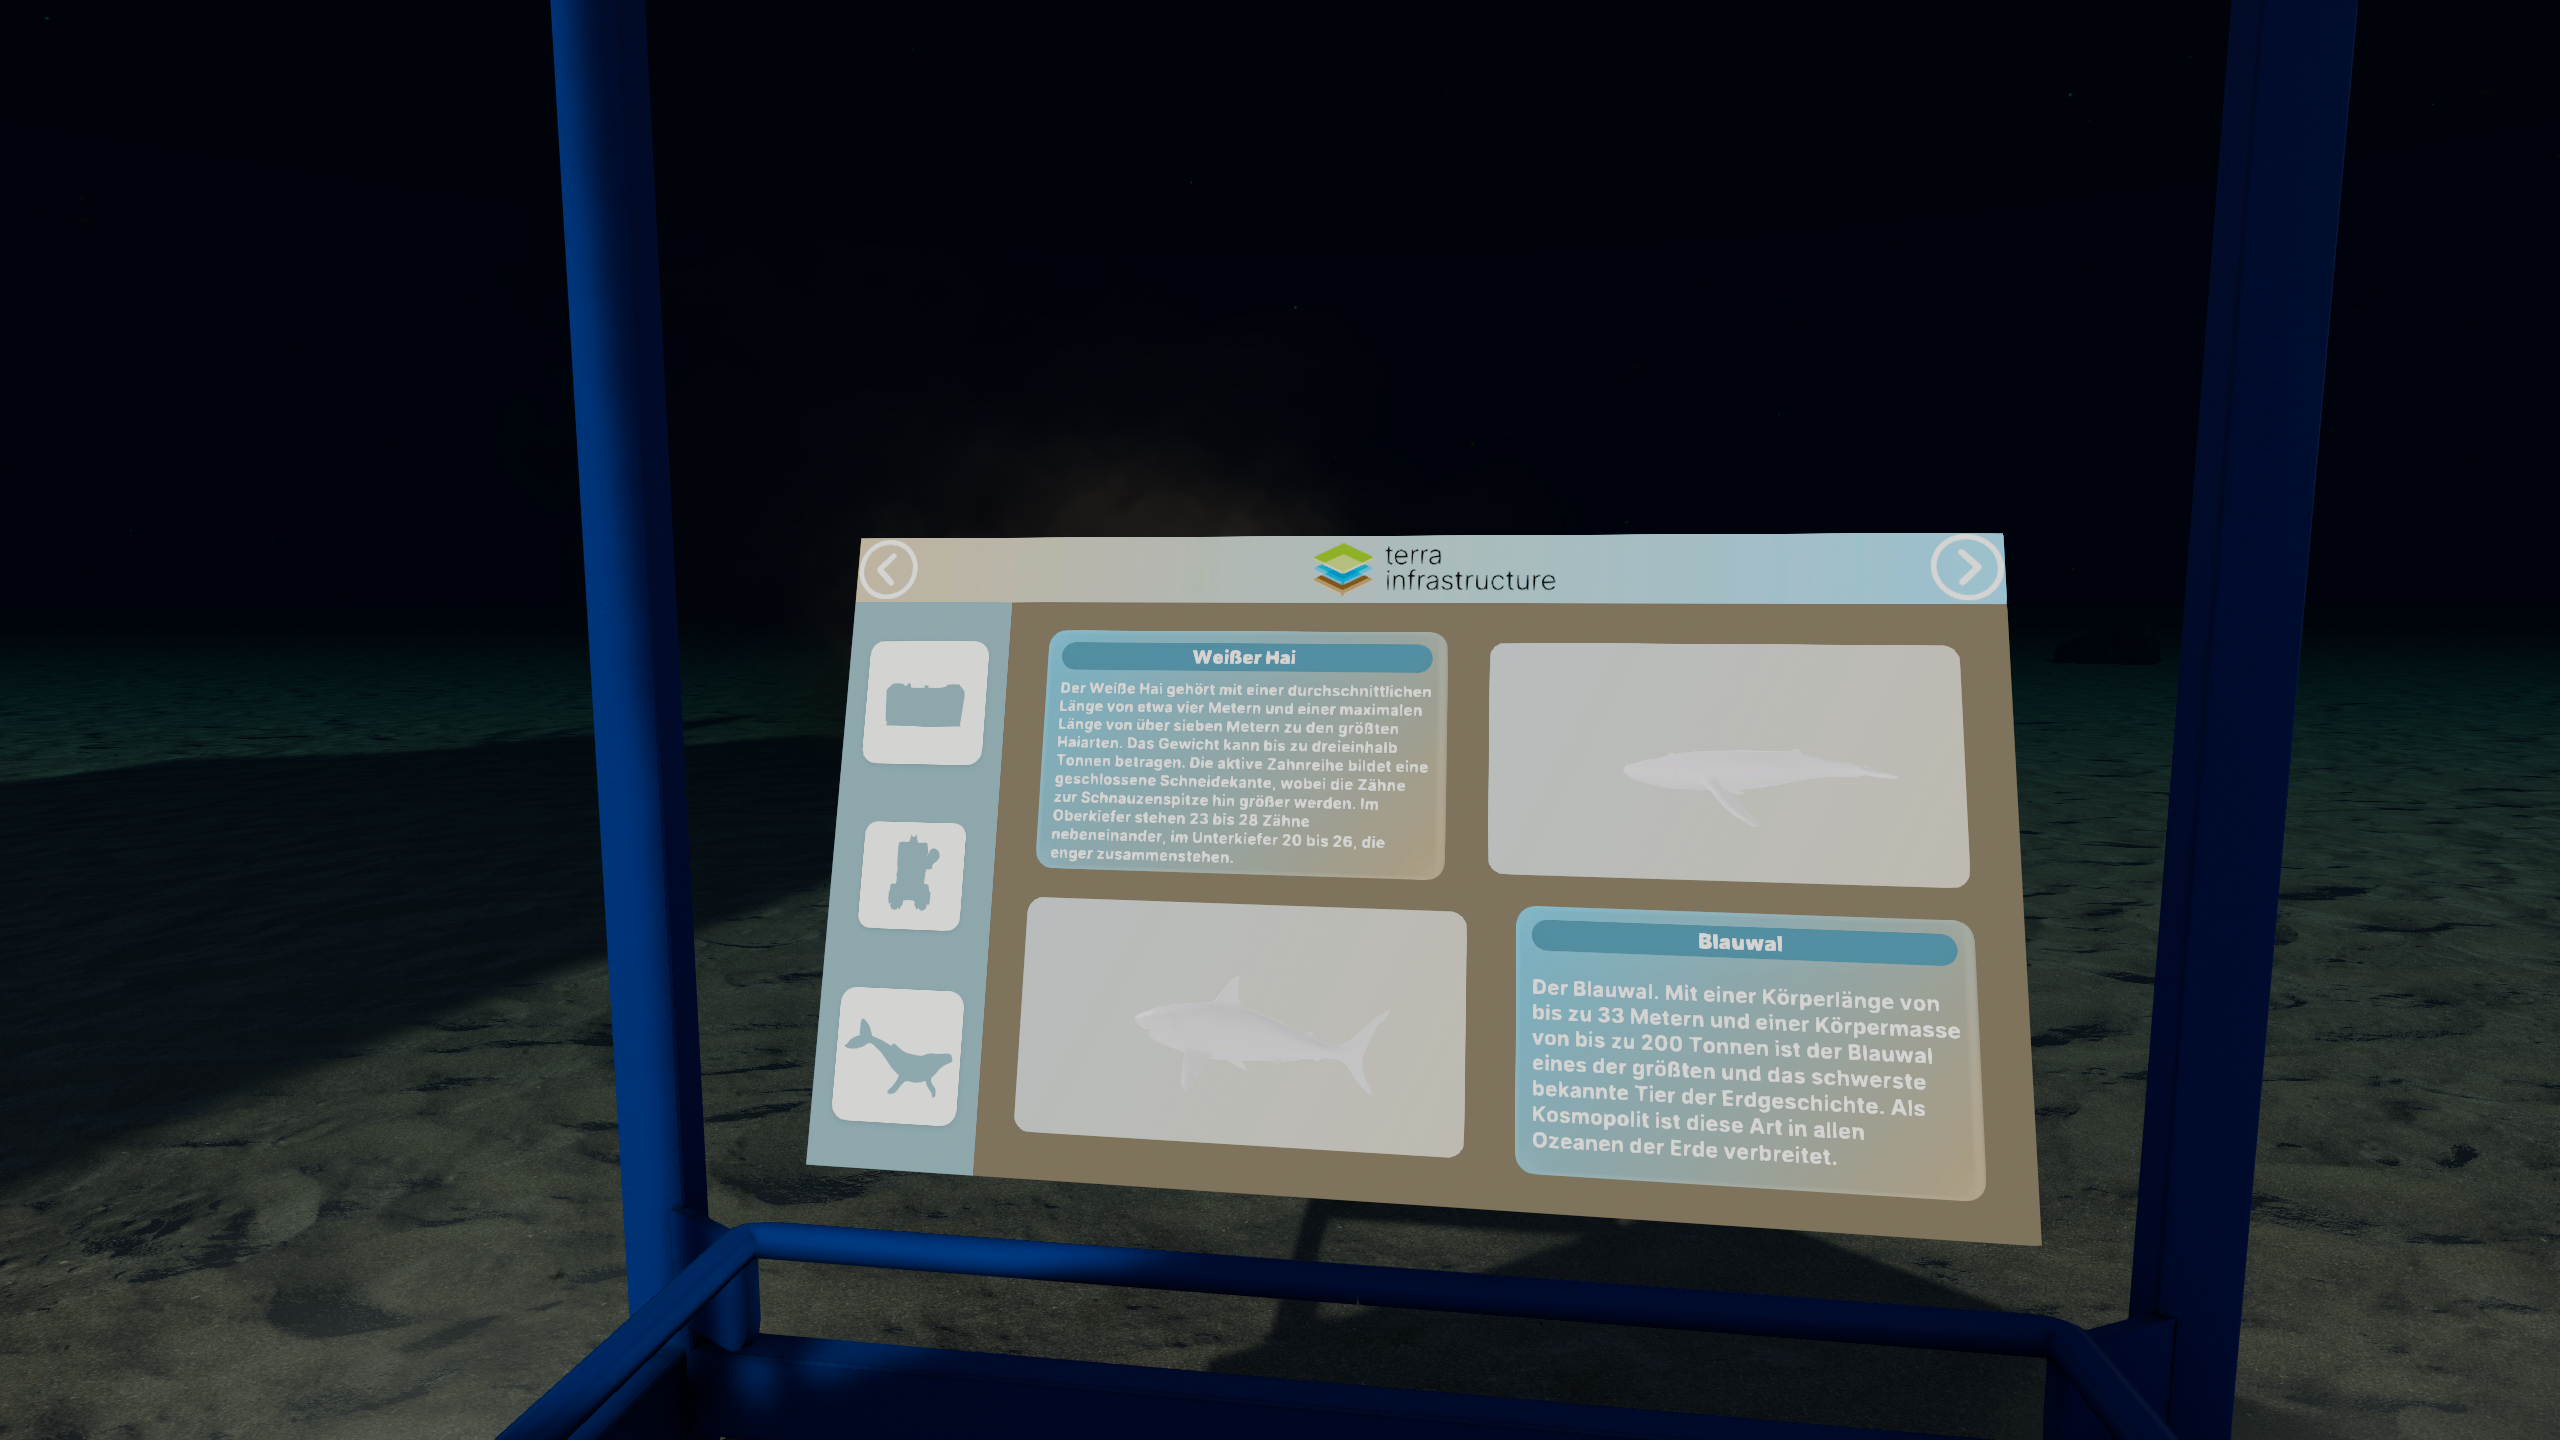 terra
infrastructure
Weißer Hai
Der Weiße Hai gehört mit einer durchschnittlichen
Länge von etwa vier Metern und einer maximalen
Länge von über sieben Metern zu den größten
Haiarten. Das Gewicht kann bis zu dreieinhalb
Tonnen betragen. Die aktive Zahnreihe bildet eine
geschlossene Schneidekante, wobei die Zähne
zur Schnauzenspitze hin größer werden. Im
Oberkiefer stehen 23 bis 28 Zähne
nebeneinander, im Unterkiefer 20 bis 26, die
enger zusammenstehen.
Blauwal
Der Blauwal. Mit einer Körperlänge von
bis zu 33 Metern und einer Körpermasse
von bis zu 200 Tonnen ist der Blauwal
eines der größten und das schwerste
bekannte Tier der Erdgeschichte. Als
Kosmopolit ist diese Art in allen
Ozeanen der Erde verbreitet.